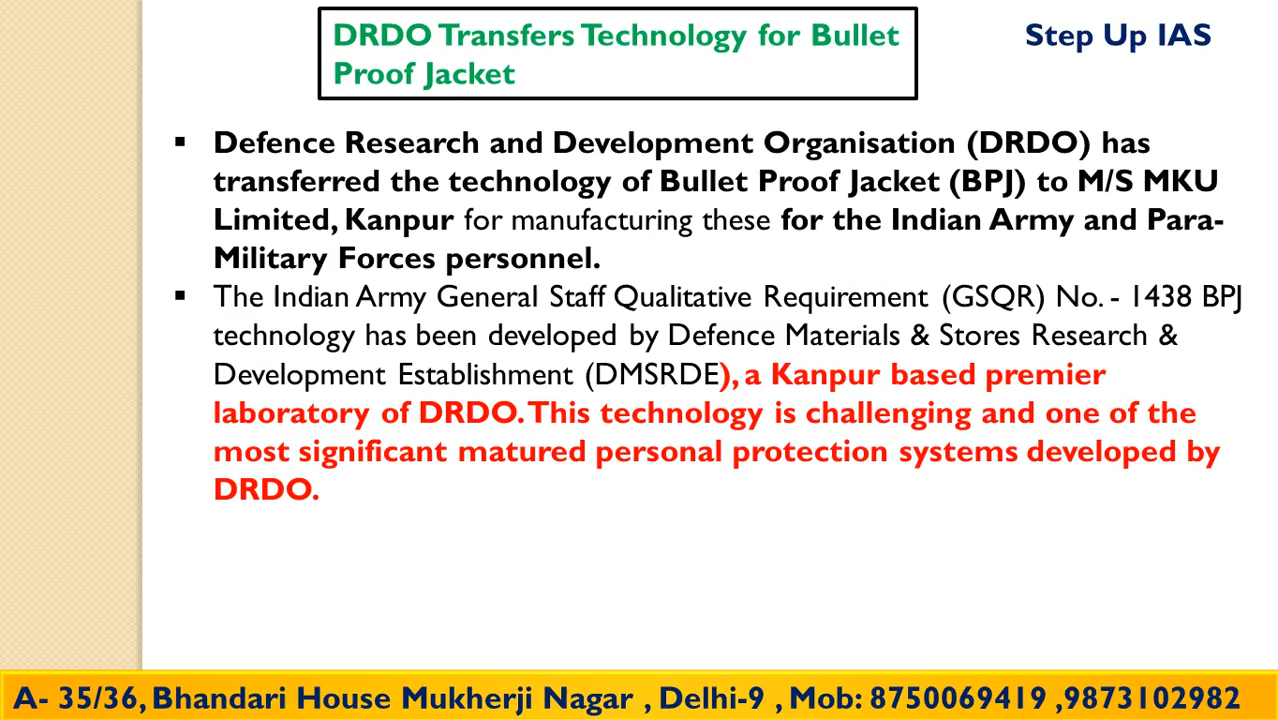 DRDO Transfers Technology for Bullet
Proof Jacket
Step Up IAS
▪ Defence Research and Development Organisation (DRDO) has
transferred the technology of Bullet Proof Jacket (BPJ) to M/S MKU
Limited, Kanpur for manufacturing these for the Indian Army and Para-
Military Forces personnel.
▪ The Indian Army General Staff Qualitative Requirement (GSQR) No. - 1438 BPJ
technology has been developed by Defence Materials & Stores Research &
Development Establishment (DMSRDE), a Kanpur based premier
laboratory of DRDO. This technology is challenging and one of the
most significant matured personal protection systems developed by
DRDO.
A- 35/36, Bhandari House Mukherji Nagar , Delhi-9 , Mob: 8750069419 ,9873102982